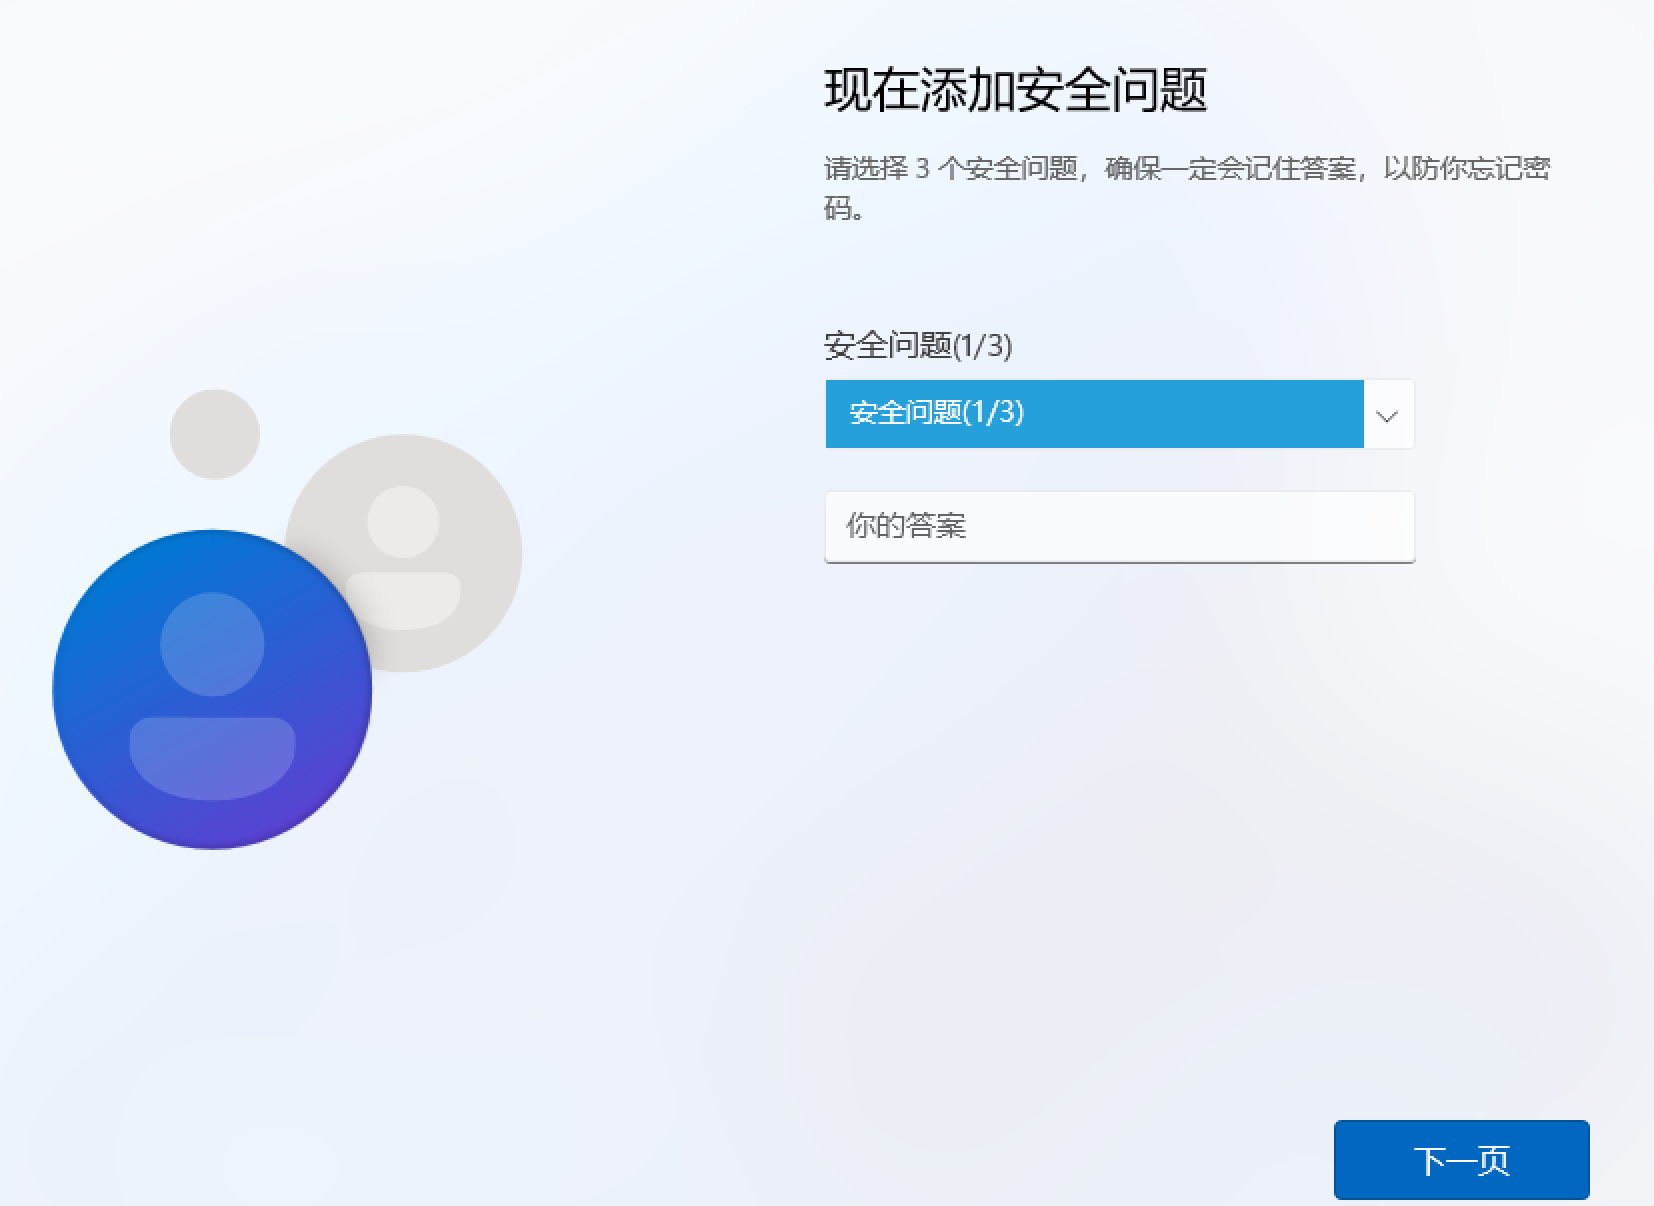 现在添加安全问题
请选择 3 个安全问题，确保一定会记住答案，以防你忘记密
码。
安全问题(1/3)
安全问题(1/3)
你的答案
下一页